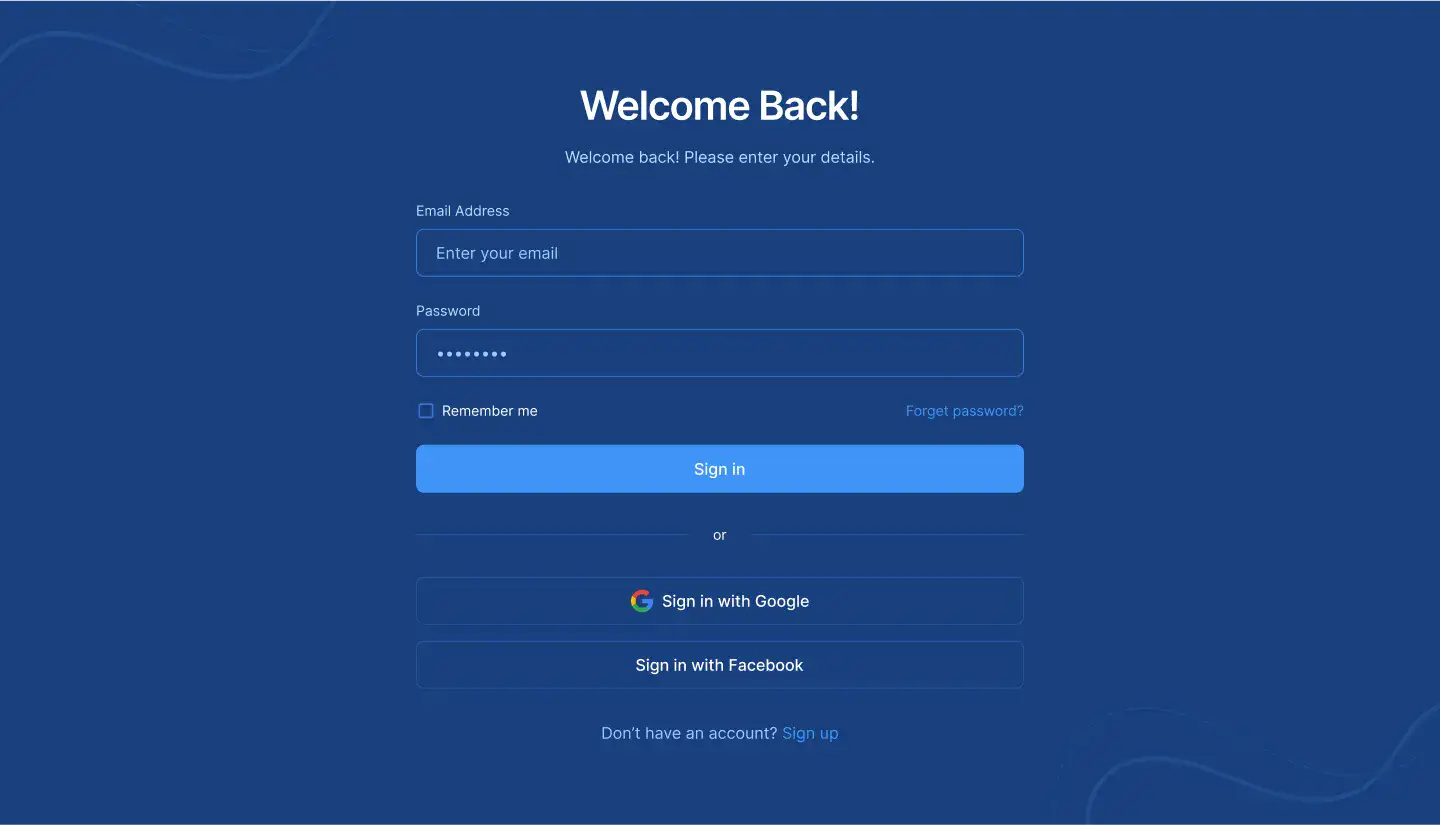 Welcome Back!
Welcome back! Please enter your details.
Email Address
Enter your email
Password
••••••••
Remember me
Forget password?
Sign in
or
Sign in with Google
Sign in with Facebook
Don’t have an account? Sign up